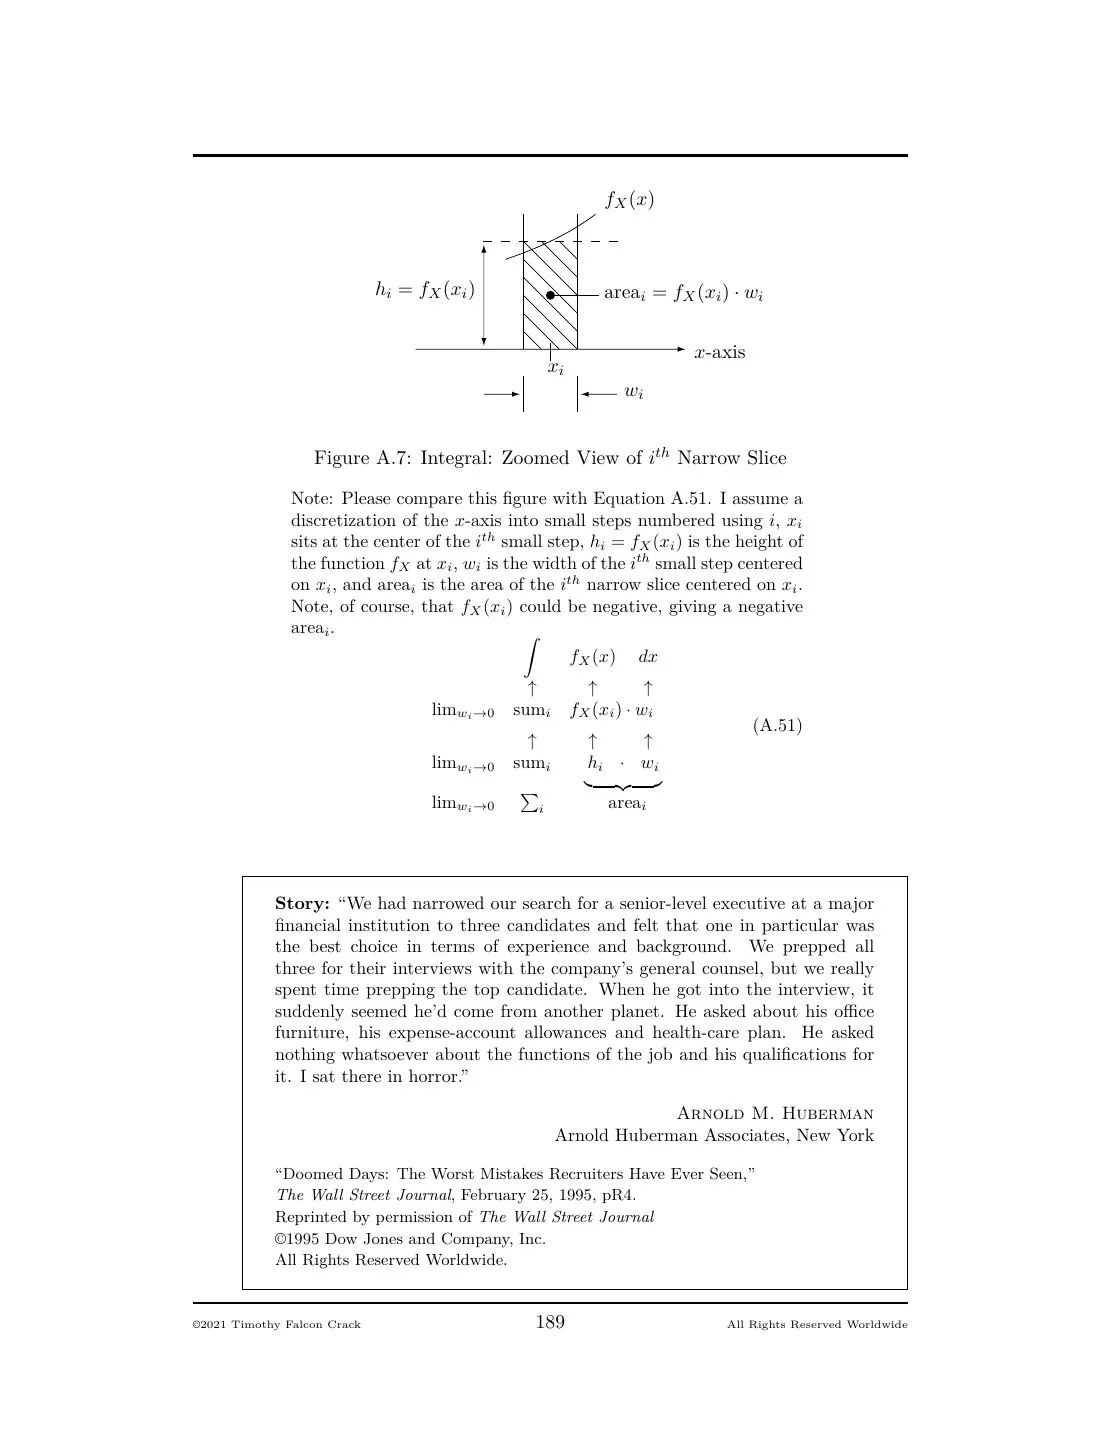 f_X(x)
h_i = f_X(x_i)
area_i = f_X(x_i) · w_i
x-axis
x_i
w_i
Figure A.7: Integral: Zoomed View of i^th Narrow Slice
Note: Please compare this figure with Equation A.51. I assume a
discretization of the x-axis into small steps numbered using i, x_i
sits at the center of the i^th small step, h_i = f_X(x_i) is the height of
the function f_X at x_i, w_i is the width of the i^th small step centered
on x_i, and area_i is the area of the i^th narrow slice centered on x_i.
Note, of course, that f_X(x_i) could be negative, giving a negative
area_i.
∫ f_X(x) dx
↑ ↑ ↑
lim_{w_i→0} sum_i f_X(x_i) · w_i
(A.51)
↑ ↑ ↑
lim_{w_i→0} sum_i h_i · w_i
lim_{w_i→0} ∑_i area_i
Story: “We had narrowed our search for a senior-level executive at a major
financial institution to three candidates and felt that one in particular was
the best choice in terms of experience and background. We prepped all
three for their interviews with the company’s general counsel, but we really
spent time prepping the top candidate. When he got into the interview, it
suddenly seemed he’d come from another planet. He asked about his office
furniture, his expense-account allowances and health-care plan. He asked
nothing whatsoever about the functions of the job and his qualifications for
it. I sat there in horror.”
Arnold M. Huberman
Arnold Huberman Associates, New York
“Doomed Days: The Worst Mistakes Recruiters Have Ever Seen,”
The Wall Street Journal, February 25, 1995, pR4.
Reprinted by permission of The Wall Street Journal
©1995 Dow Jones and Company, Inc.
All Rights Reserved Worldwide.
©2021 Timothy Falcon Crack 189 All Rights Reserved Worldwide